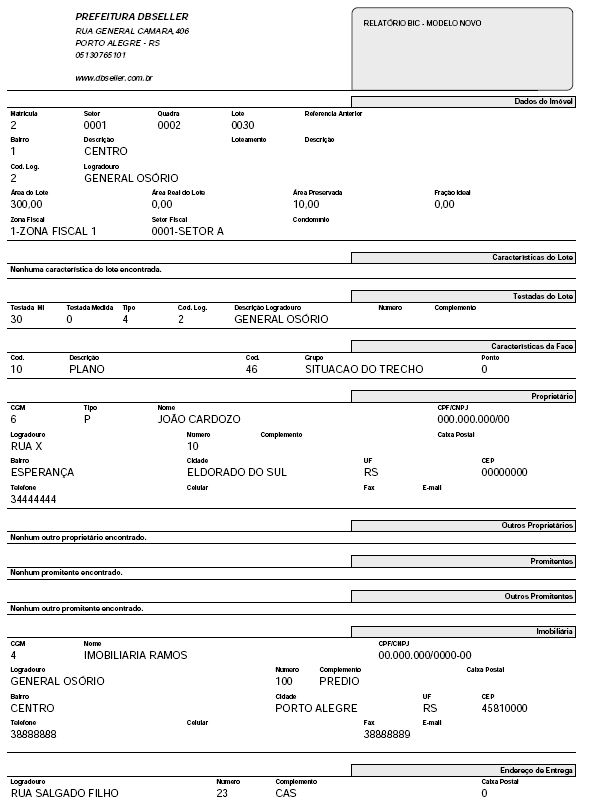 PREFEITURA DBSELLER
RUA GENERAL CAMARA, 406
PORTO ALEGRE - RS
05130765101
www.dbseller.com.br
RELATÓRIO BIC - MODELO NOVO
Dados do Imóvel
Matrícula Setor Quadra Lote Referencia Anterior
2 0001 0002 0030
Bairro Descrição Loteamento Descrição
1 CENTRO
Cod. Log. Logradouro
2 GENERAL OSÓRIO
Área do Lote Área Real do Lote Área Preservada Fração Ideal
300,00 0,00 10,00 0,00
Zona Fiscal Setor Fiscal Condomínio
1-ZONA FISCAL 1 0001-SETOR A
Características do Lote
Nenhuma característica do lote encontrada.
Testadas do Lote
Testada MI Testada Medida Tipo Cod. Log. Descrição Logradouro Número Complemento
30 0 4 2 GENERAL OSÓRIO
Características da Face
Cod. Descrição Cod. Grupo Ponto
10 PLANO 46 SITUACAO DO TRECHO 0
Proprietário
CGM Tipo Nome CPF/CNPJ
6 P JOÃO CARDOZO 000.000.000/00
Logradouro Número Complemento Caixa Postal
RUA X 10
Bairro Cidade UF CEP
ESPERANÇA ELDORADO DO SUL RS 00000000
Telefone Celular Fax E-mail
34444444
Outros Proprietários
Nenhum outro proprietário encontrado.
Promitentes
Nenhum promitente encontrado.
Outros Promitentes
Nenhum outro promitente encontrado.
Imobiliária
CGM Nome CPF/CNPJ
4 IMOBILIARIA RAMOS 00.000.000/0000-00
Logradouro Número Complemento Caixa Postal
GENERAL OSÓRIO 100 PREDIO
Bairro Cidade UF CEP
CENTRO PORTO ALEGRE RS 45810000
Telefone Celular Fax E-mail
38888888 38888889
Endereço de Entrega
Logradouro Número Complemento Caixa Postal
RUA SALGADO FILHO 23 CAS 0